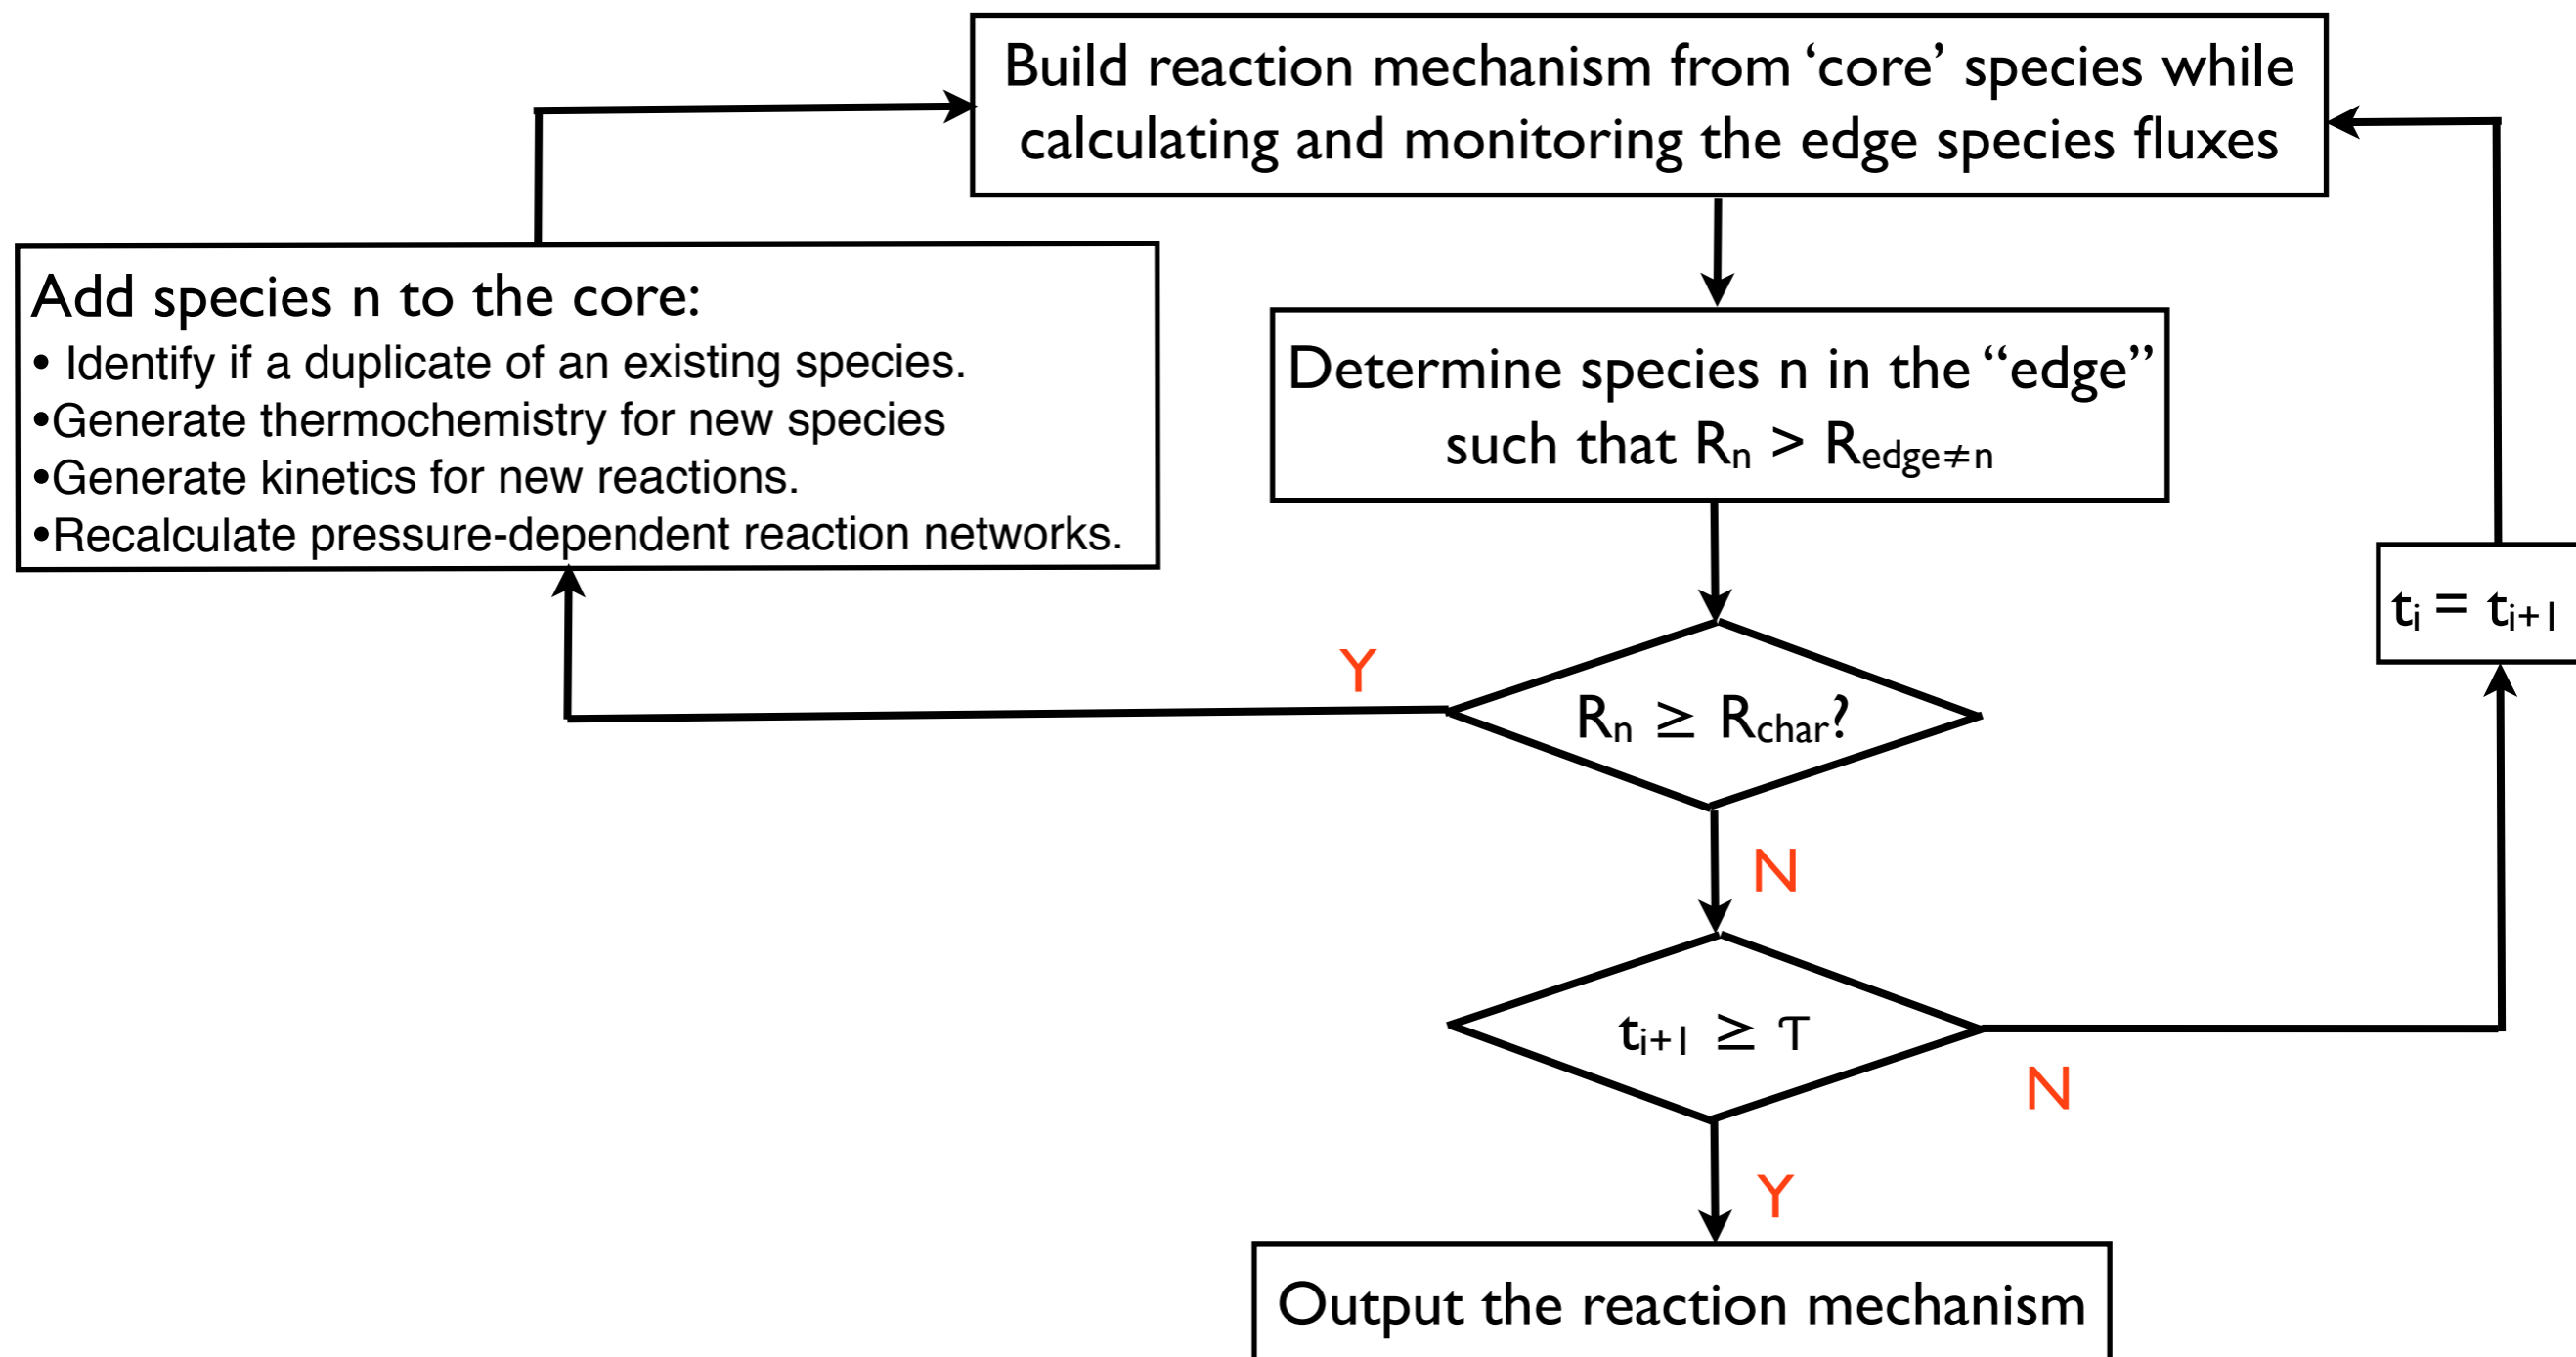 Build reaction mechanism from ‘core’ species while
calculating and monitoring the edge species fluxes
Add species n to the core:
• Identify if a duplicate of an existing species.
•Generate thermochemistry for new species
•Generate kinetics for new reactions.
•Recalculate pressure-dependent reaction networks.
Determine species n in the “edge”
such that Rn > Redge≠n
ti = ti+1
Y
Rn ≥ Rchar?
N
ti+1 ≥ τ
N
Y
Output the reaction mechanism